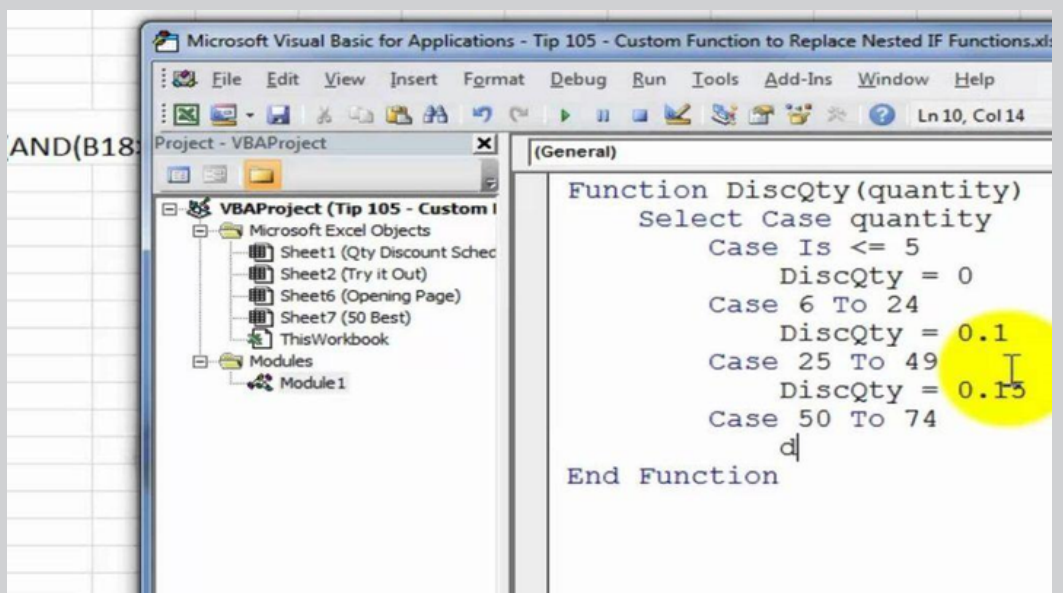 Microsoft Visual Basic for Applications - Tip 105 - Custom Function to Replace Nested IF Functions.xls
File Edit View Insert Format Debug Run Tools Add-Ins Window Help
Ln 10, Col 14
(AND(B18
Project - VBAProject
(General)
VBAProject (Tip 105 - Custom
Microsoft Excel Objects
Sheet1 (Qty Discount Sched
Sheet2 (Try it Out)
Sheet6 (Opening Page)
Sheet7 (50 Best)
ThisWorkbook
Modules
Module1
Function DiscQty(quantity)
Select Case quantity
Case Is <= 5
DiscQty = 0
Case 6 To 24
DiscQty = 0.1
Case 25 To 49
DiscQty = 0.15
Case 50 To 74
d
End Function